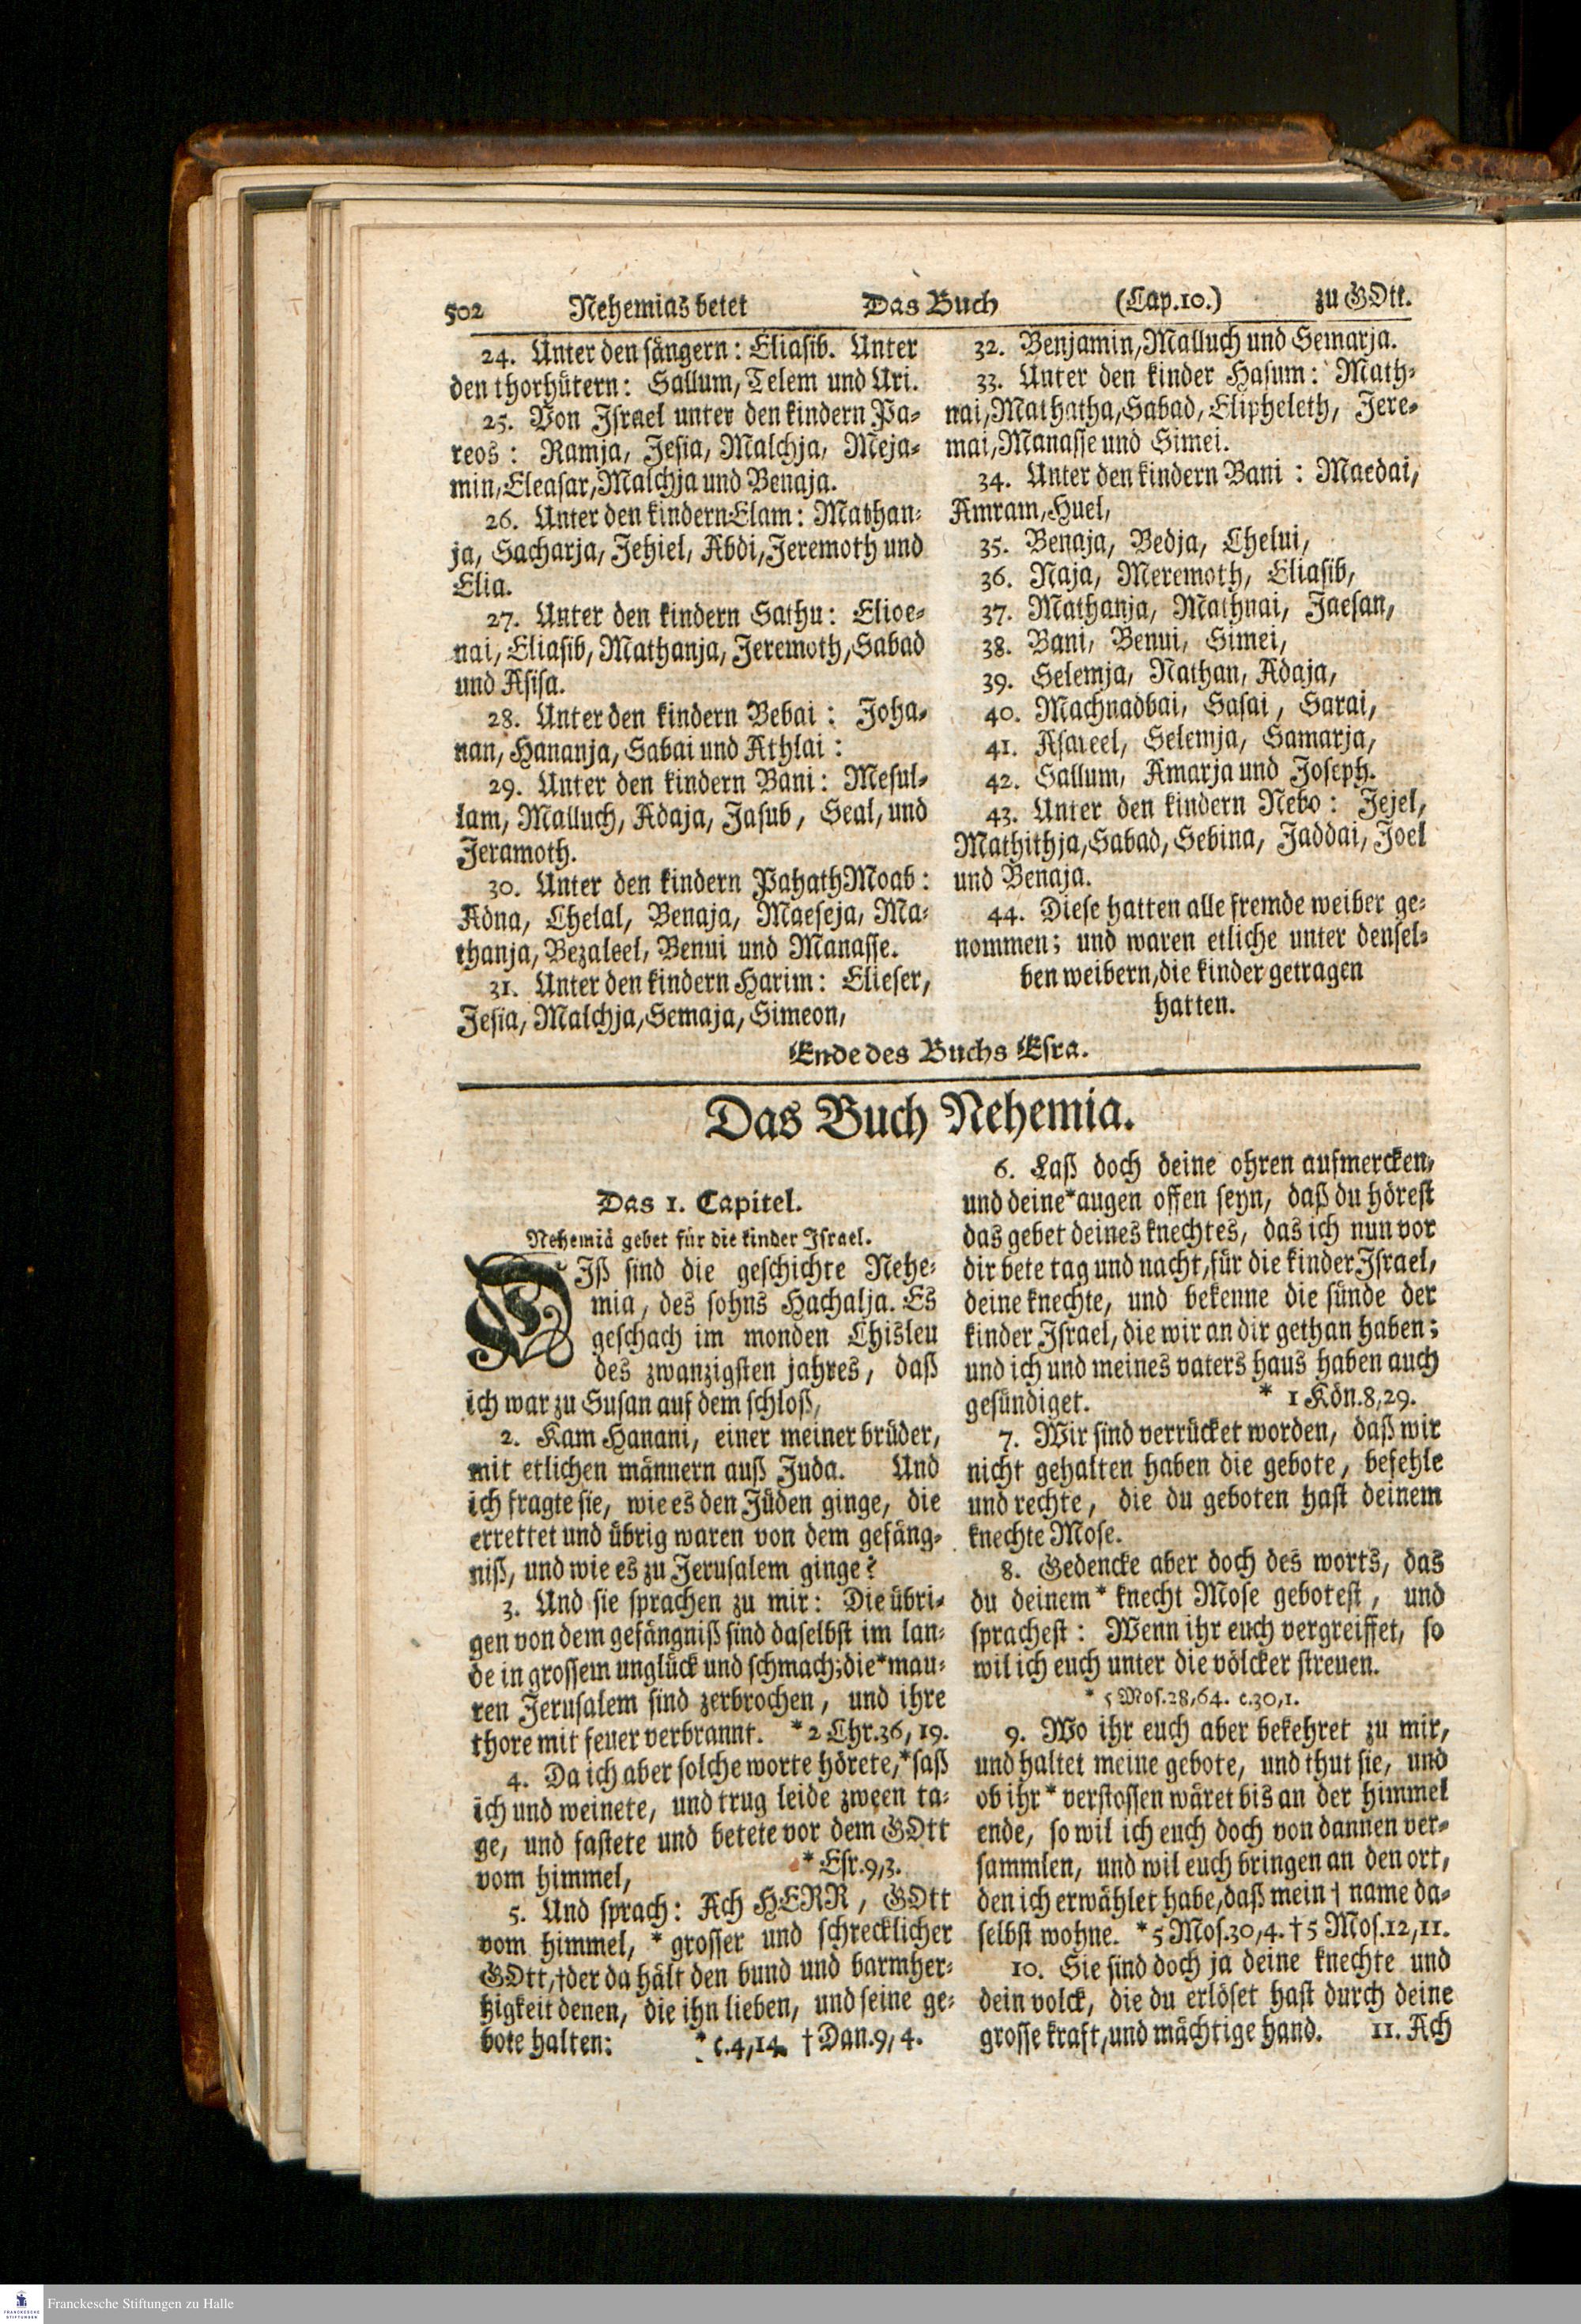 502 Nehemias betet Das Buch (Cap.10.) zu GOtt.
24. Unter den sängern: Eliasib. Unter
den thorhütern: Sallum, Telem und Uri.
25. Von Israel unter den kindern Pa-
reos: Ramja, Jesia, Malchja, Meja-
min, Eleasar, Malchja und Benaja.
26. Unter den kindern Elam: Mathan-
ja, Sacharja, Jehiel, Abdi, Jeremoth und
Elia.
27. Unter den kindern Sathu: Elioe-
nai, Eliasib, Mathanja, Jeremoth, Sabad
und Asisa.
28. Unter den kindern Bebai: Joha-
nan, Hananja, Sabai und Athlai:
29. Unter den kindern Bani: Mesul-
lam, Malluch, Adaja, Jasub, Seal, und
Jeramoth.
30. Unter den kindern PahathMoab:
Adna, Chelal, Benaja, Maeseja, Ma-
thanja, Bezaleel, Benui und Manasse.
31. Unter den kindern Harim: Elieser,
Jesia, Malchja, Semaja, Simeon,
32. Benjamin, Malluch und Semarja.
33. Unter den kinder Hasum: Math-
nai, Mathatha, Sabad, Elipheleth, Jere-
mai, Manasse und Simei.
34. Unter den kindern Bani: Maedai,
Amram, Huel,
35. Benaja, Bedja, Chelui,
36. Naja, Meremoth, Eliasib,
37. Mathanja, Mathnai, Jaesan,
38. Bani, Benui, Simei,
39. Selemja, Nathan, Adaja,
40. Machnadbai, Sasai, Sarai,
41. Asareel, Selemja, Samarja,
42. Sallum, Amarja und Joseph.
43. Unter den kindern Nebo: Jejel,
Mathithja, Sabad, Sebina, Jaddai, Joel
und Benaja.
44. Diese hatten alle fremde weiber ge-
nommen; und waren etliche unter densel-
ben weibern, die kinder getragen
hatten.
Ende des Buchs Esra.
Das Buch Nehemia.
Das 1. Capitel.
Nehemiä gebet für die kinder Israel.
DIß sind die geschichte Nehe-
mia, des sohns Hachalja. Es
geschach im monden Chisleu
des zwanzigsten jahres, daß
ich war zu Susan auf dem schloß,
2. Kam Hanani, einer meiner brüder,
mit etlichen männern auß Juda. Und
ich fragte sie, wie es den Jüden ginge, die
errettet und übrig waren von dem gefäng-
niß, und wie es zu Jerusalem ginge?
3. Und sie sprachen zu mir: Die übri-
gen von dem gefängniß sind daselbst im lan-
de in grossem unglück und schmach; die *mau-
ren Jerusalem sind zerbrochen, und ihre
thore mit feuer verbrannt. *2 Chr.36, 19.
4. Da ich aber solche worte hörete, *saß
ich und weinete, und trug leide zween ta-
ge, und fastete und betete vor dem GOtt
vom himmel, * Esr.9,3.
5. Und sprach: Ach HERR, GOtt
vom himmel, * grosser und schrecklicher
GOtt, †der da hält den bund und barmher-
tzigkeit denen, die ihn lieben, und seine ge-
bote halten: * c.4,14. † Dan.9, 4.
6. Laß doch deine ohren aufmercken,
und deine *augen offen seyn, daß du hörest
das gebet deines knechtes, das ich nun vor
dir bete tag und nacht, für die kinder Israel,
deine knechte, und bekenne die sünde der
kinder Israel, die wir an dir gethan haben;
und ich und meines vaters haus haben auch
gesündiget. * 1 Kön.8,29.
7. Wir sind verrücket worden, daß wir
nicht gehalten haben die gebote, befehle
und rechte, die du geboten hast deinem
knechte Mose.
8. Gedencke aber doch des worts, das
du deinem * knecht Mose gebotest, und
sprachest: Wenn ihr euch vergreiffet, so
wil ich euch unter die völcker streuen.
* 5 Mos.28,64. c.30,1.
9. Wo ihr euch aber bekehret zu mir,
und haltet meine gebote, und thut sie, und
ob ihr * verstossen wäret bis an der himmel
ende, so wil ich euch doch von dannen ver-
sammlen, und wil euch bringen an den ort,
den ich erwählet habe, daß mein † name da-
selbst wohne. *5 Mos.30,4. †5 Mos.12,11.
10. Sie sind doch ja deine knechte und
dein volck, die du erlöset hast durch deine
grosse kraft, und mächtige hand. 11. Ach
FRANCKESCHE STIFTUNGEN
Franckesche Stiftungen zu Halle